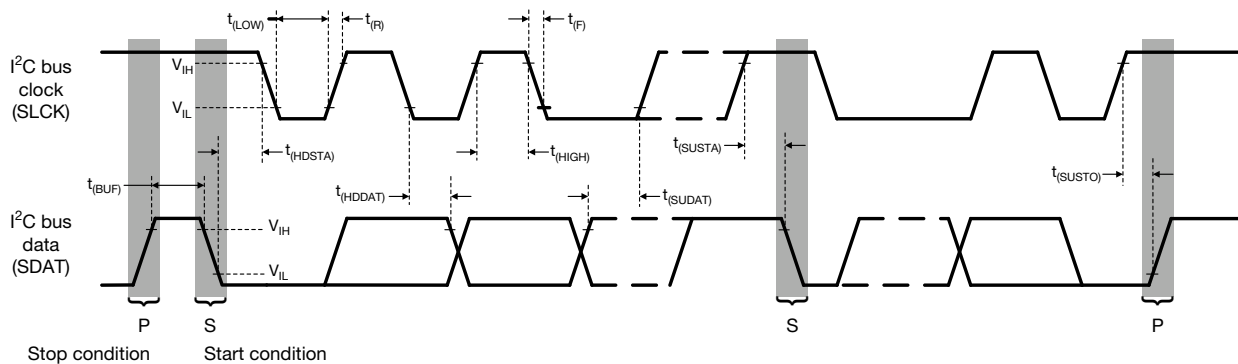 t(LOW)
t(R)
t(F)
I2C bus
clock
(SLCK)
VIH
VIL
t(HDSTA)
t(HIGH)
t(SUSTA)
t(SUSTO)
t(BUF)
t(HDDAT)
t(SUDAT)
I2C bus
data
(SDAT)
VIH
VIL
P
S
S
P
Stop condition
Start condition